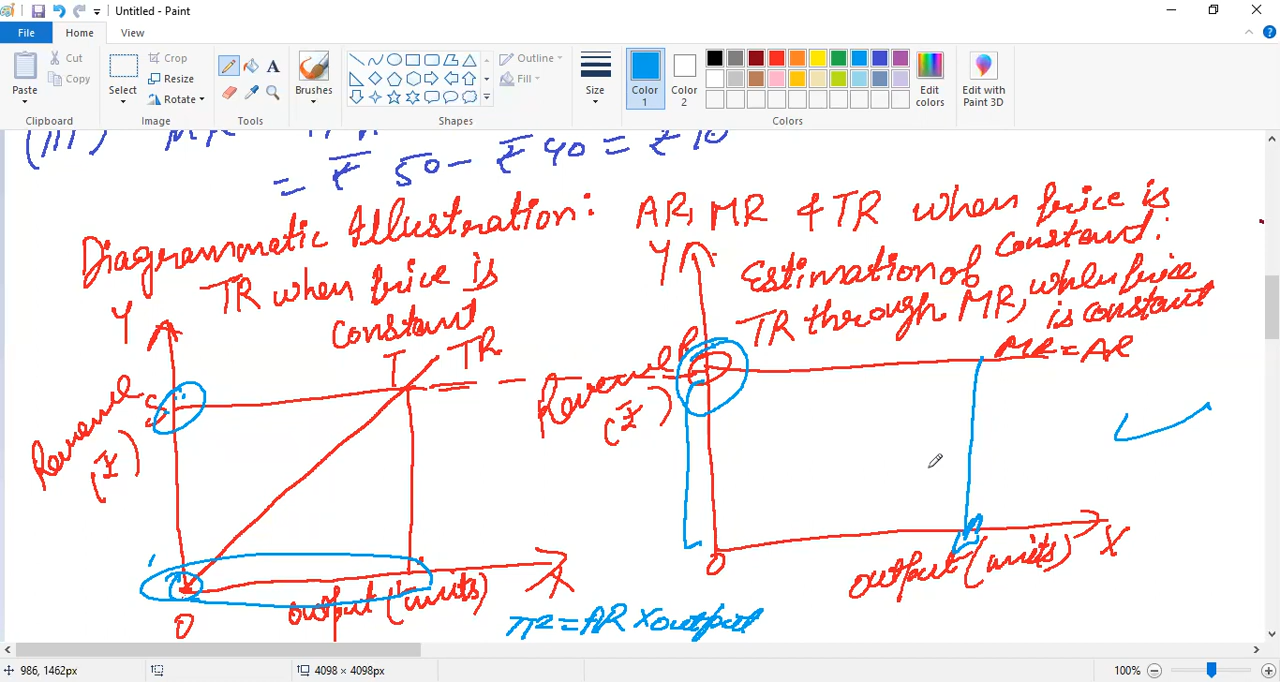 Untitled - Paint
File
Home
View
Paste
Cut
Copy
Clipboard
Select
Crop
Resize
Rotate
Image
Tools
Brushes
Shapes
Outline
Fill
Size
Color 1
Color 2
Edit colors
Edit with Paint 3D
Colors
(III) MR
= ₹ 50 - ₹ 40 = ₹ 10
Diagrammatic Illustration: AR, MR & TR when price is constant.
TR when price is constant
Estimation of TR through MR, when price is constant
Y
T
TR
S
Revenue (₹)
O
output (units)
X
Y
P
MR = AR
Revenue (₹)
O
output (units)
X
TR = AR X output
986, 1462px
4098 × 4098px
100%